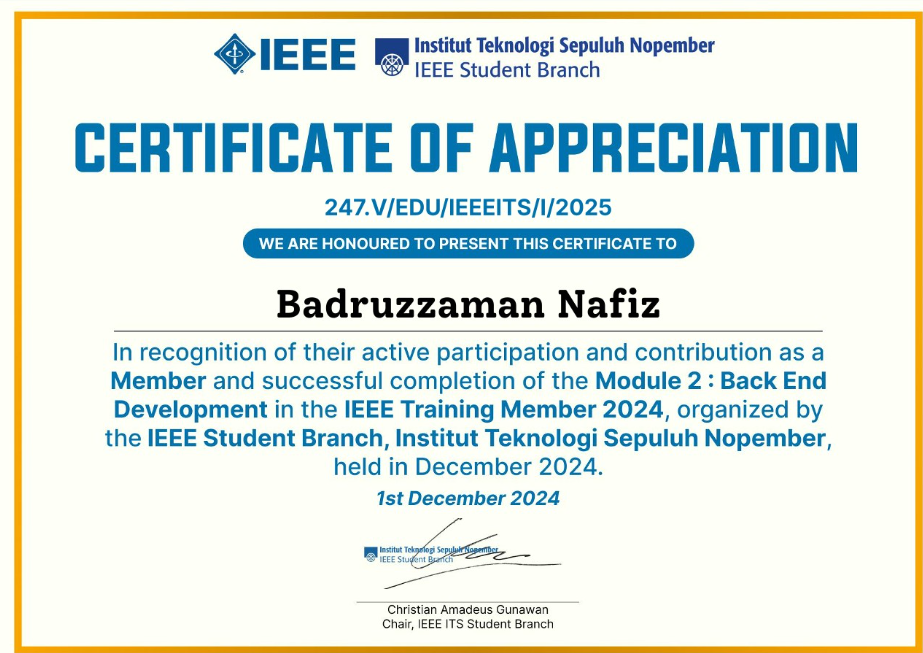 IEEE
Institut Teknologi Sepuluh Nopember
IEEE Student Branch
CERTIFICATE OF APPRECIATION
247.V/EDU/IEEEITS/I/2025
WE ARE HONOURED TO PRESENT THIS CERTIFICATE TO
Badruzzaman Nafiz
In recognition of their active participation and contribution as a
Member and successful completion of the Module 2 : Back End
Development in the IEEE Training Member 2024, organized by
the IEEE Student Branch, Institut Teknologi Sepuluh Nopember,
held in December 2024.
1st December 2024
Institut Teknologi Sepuluh Nopember
IEEE Student Branch
Christian Amadeus Gunawan
Chair, IEEE ITS Student Branch